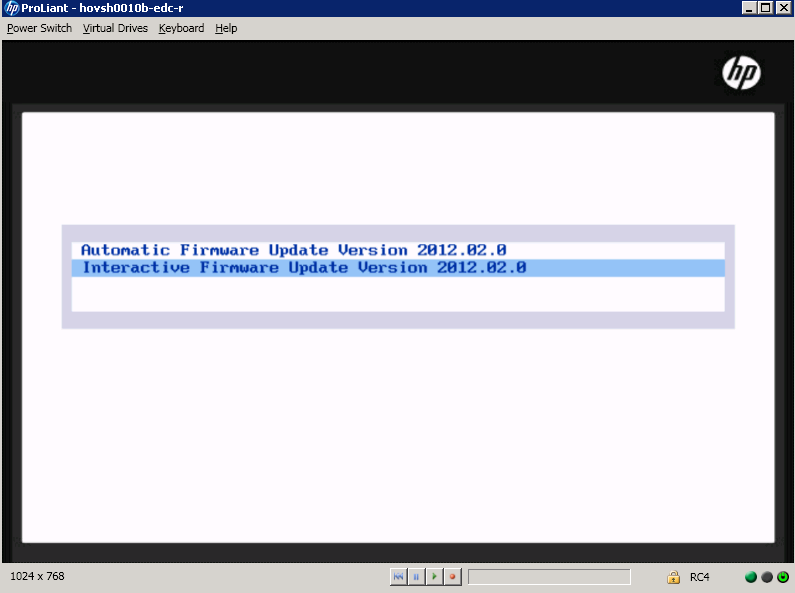 ProLiant - hovsh0010b-edc-r
Power Switch Virtual Drives Keyboard Help
hp
Automatic Firmware Update Version 2012.02.0
Interactive Firmware Update Version 2012.02.0
1024 x 768 RC4